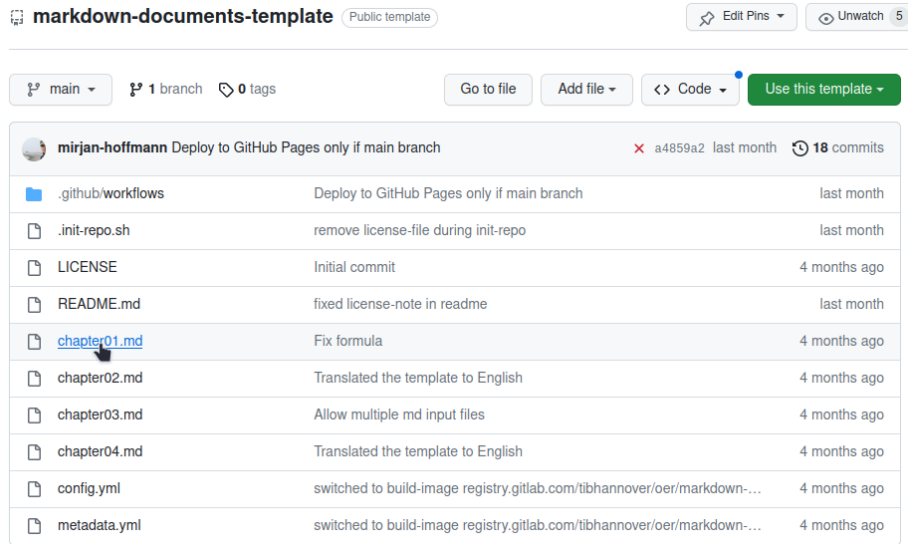 markdown-documents-template Public template Edit Pins Unwatch 5
main 1 branch 0 tags Go to file Add file Code Use this template
mirjan-hoffmann Deploy to GitHub Pages only if main branch a4859a2 last month 18 commits
.github/workflows Deploy to GitHub Pages only if main branch last month
.init-repo.sh remove license-file during init-repo last month
LICENSE Initial commit 4 months ago
README.md fixed license-note in readme last month
chapter01.md Fix formula 4 months ago
chapter02.md Translated the template to English 4 months ago
chapter03.md Allow multiple md input files 4 months ago
chapter04.md Translated the template to English 4 months ago
config.yml switched to build-image registry.gitlab.com/tibhannover/oer/markdown-... 4 months ago
metadata.yml switched to build-image registry.gitlab.com/tibhannover/oer/markdown-... 4 months ago